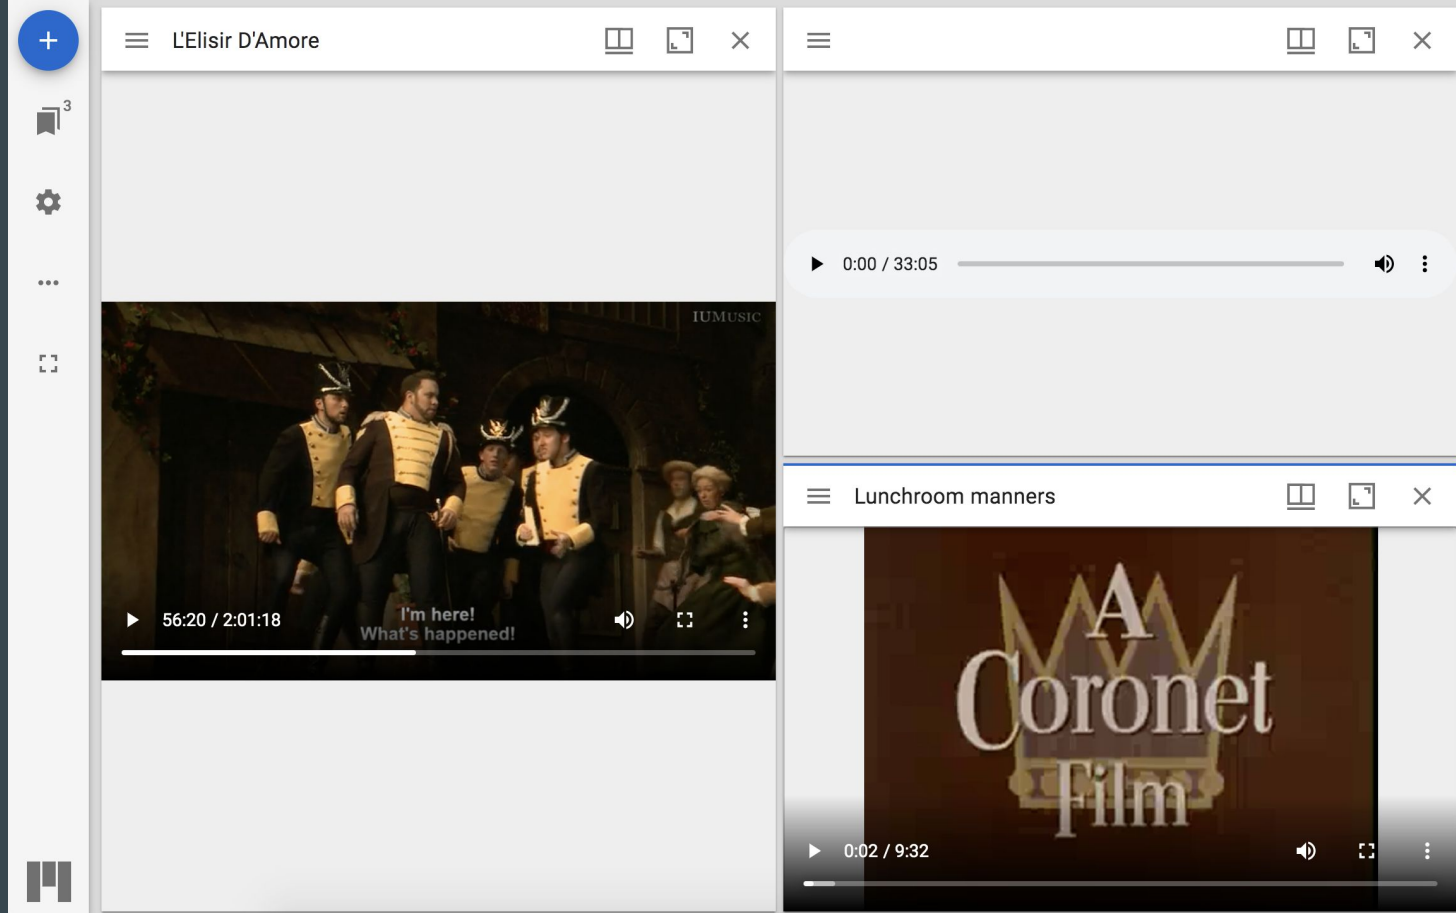 3
L'Elisir D'Amore
IUMUSIC
I'm here!
What's happened!
56:20 / 2:01:18
0:00 / 33:05
Lunchroom manners
A
Coronet
Film
0:02 / 9:32